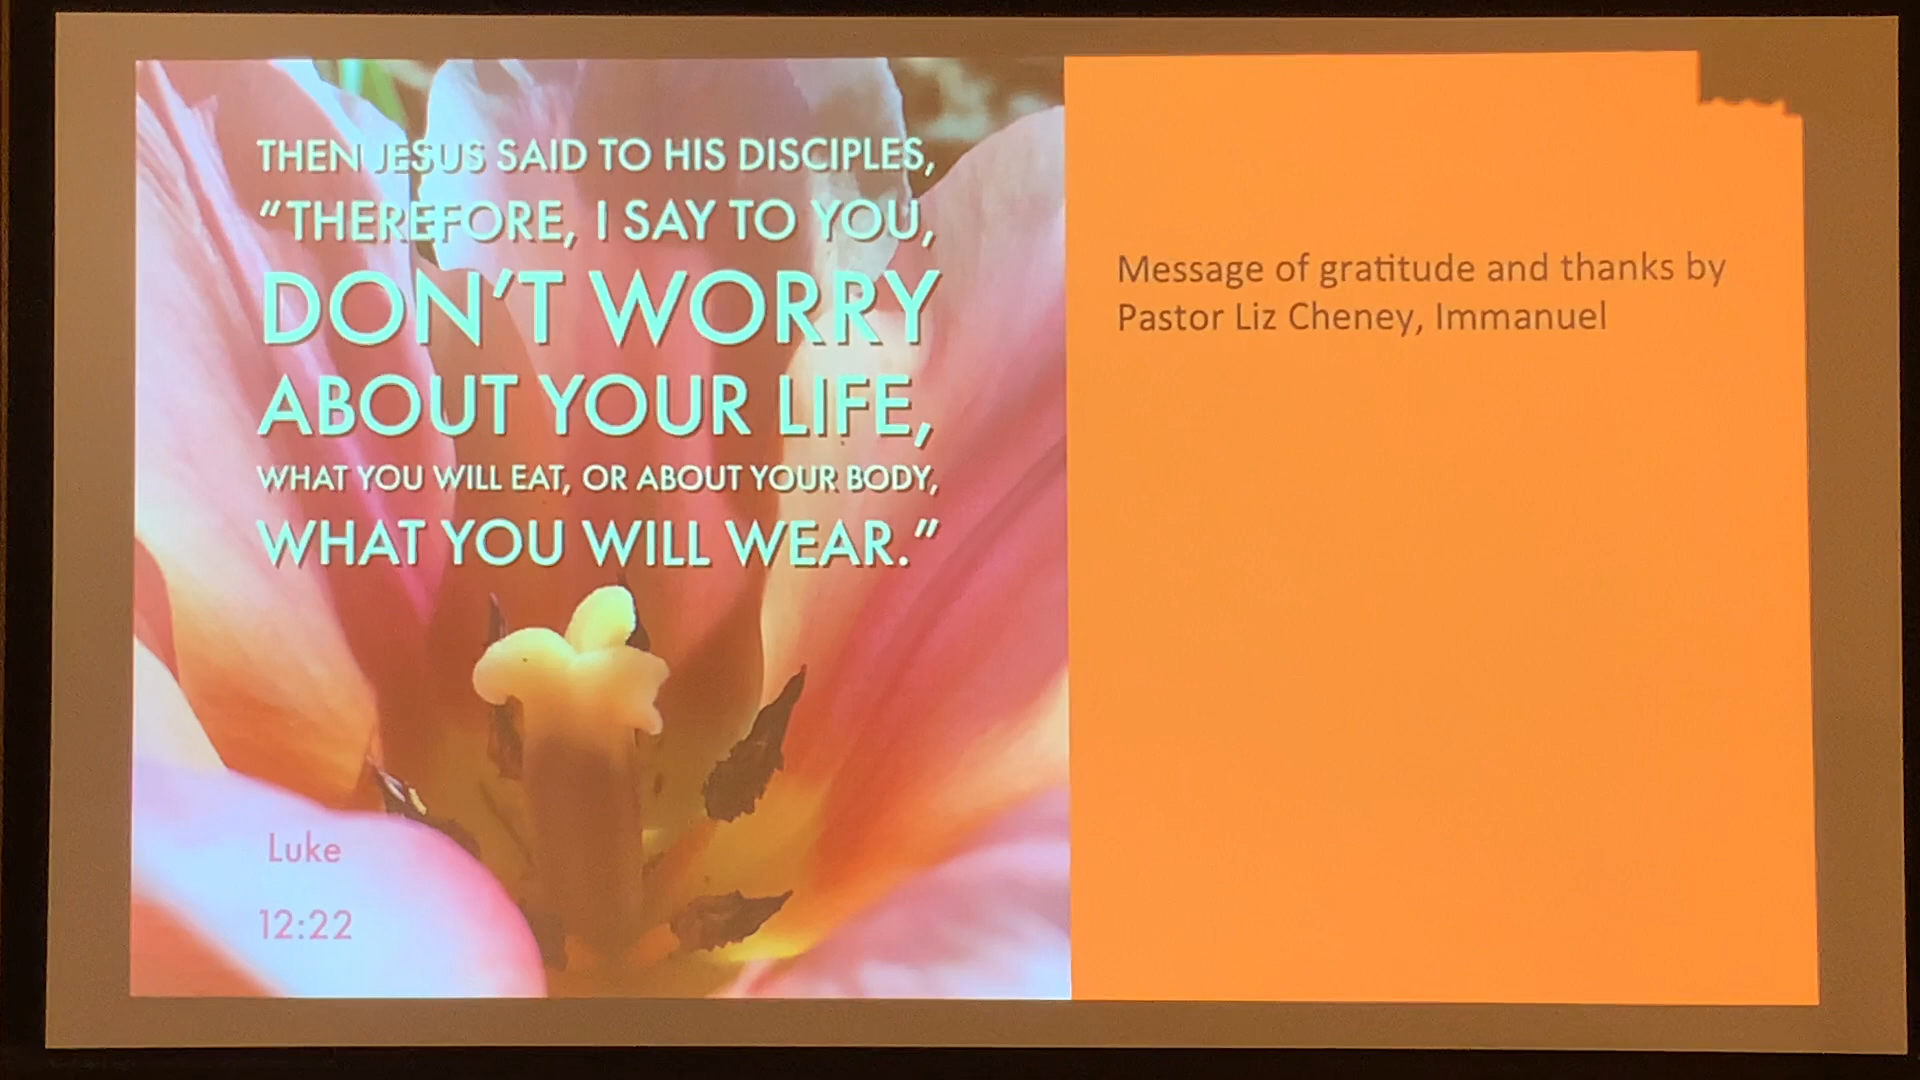 THEN JESUS SAID TO HIS DISCIPLES,
“THEREFORE, I SAY TO YOU,
DON’T WORRY
ABOUT YOUR LIFE,
WHAT YOU WILL EAT, OR ABOUT YOUR BODY,
WHAT YOU WILL WEAR.”
Luke
12:22
Message of gratitude and thanks by
Pastor Liz Cheney, Immanuel